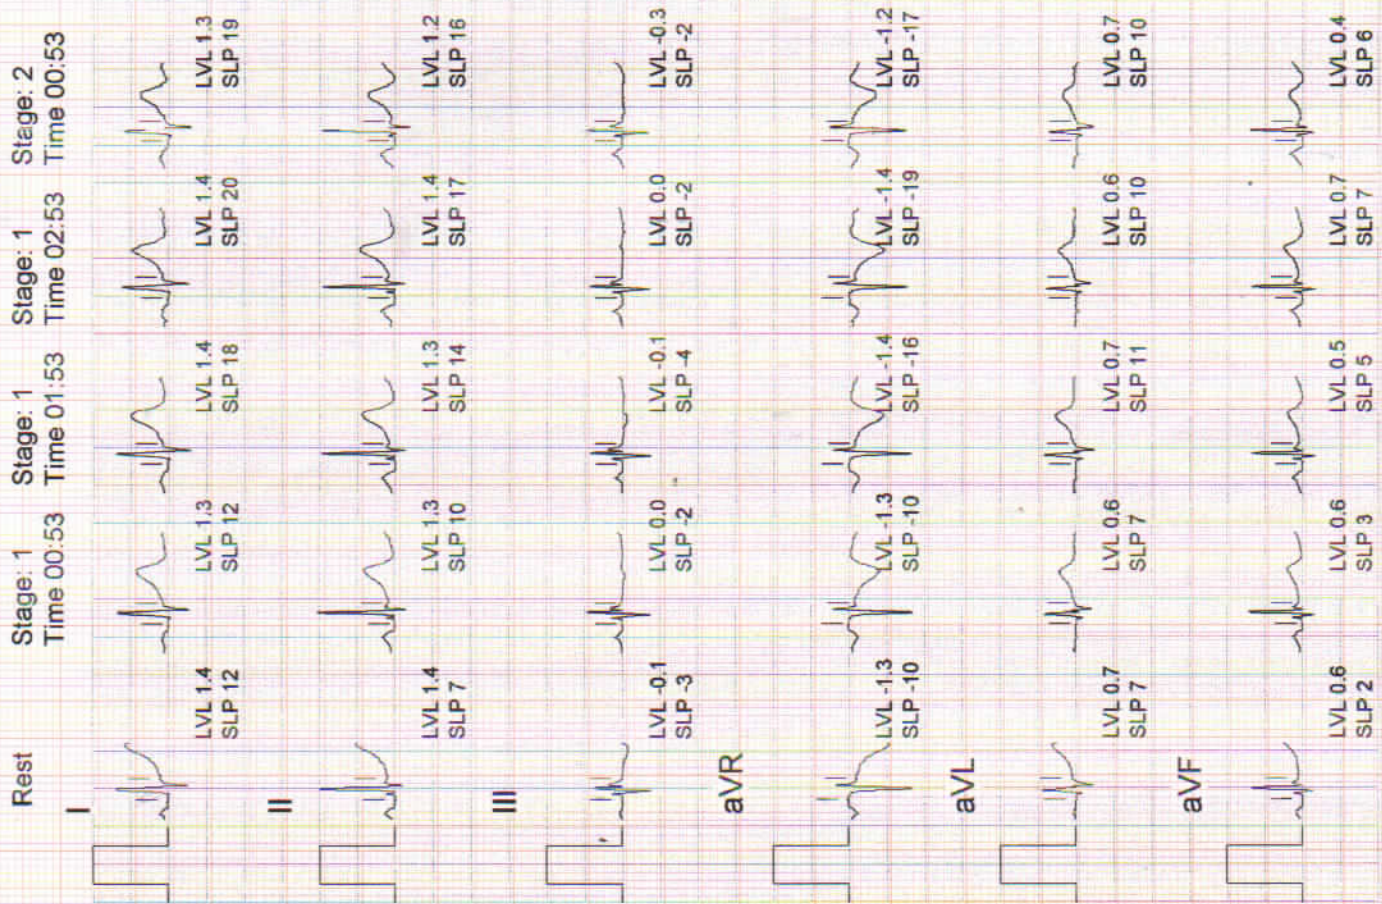 Rest
Stage: 1
Time 00:53
Stage: 1
Time 01:53
Stage: 1
Time 02:53
Stage: 2
Time 00:53
I
LVL 1.4
SLP 12
LVL 1.3
SLP 12
LVL 1.4
SLP 18
LVL 1.4
SLP 20
LVL 1.3
SLP 19
II
LVL 1.4
SLP 7
LVL 1.3
SLP 10
LVL 1.3
SLP 14
LVL 1.4
SLP 17
LVL 1.2
SLP 16
III
LVL -0.1
SLP -3
LVL 0.0
SLP -2
LVL -0.1
SLP -4
LVL 0.0
SLP -2
LVL -0.3
SLP -2
aVR
LVL -1.3
SLP -10
LVL -1.3
SLP -10
LVL -1.4
SLP -16
LVL -1.4
SLP -19
LVL -1.2
SLP -17
aVL
LVL 0.7
SLP 7
LVL 0.6
SLP 7
LVL 0.7
SLP 11
LVL 0.6
SLP 10
LVL 0.7
SLP 10
aVF
LVL 0.6
SLP 2
LVL 0.6
SLP 3
LVL 0.5
SLP 5
LVL 0.7
SLP 7
LVL 0.4
SLP 6